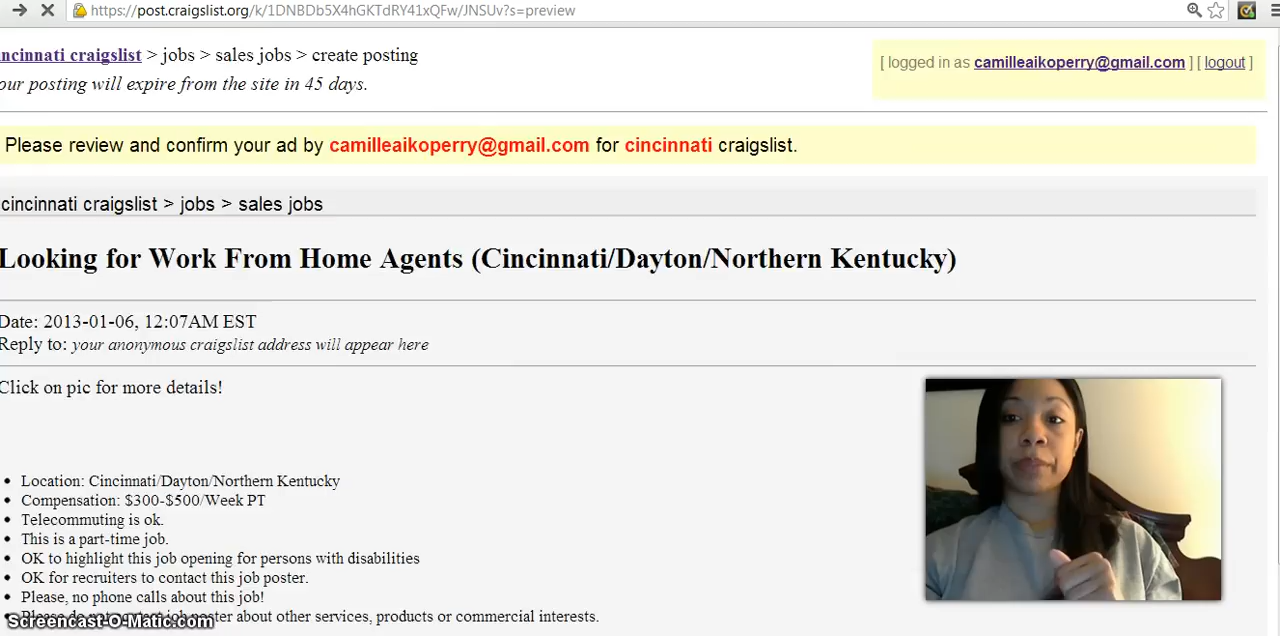 https://post.craigslist.org/k/1DNBDb5X4hGKTdRY41xQFw/JNSUv?s=preview
ncinnati craigslist > jobs > sales jobs > create posting
[ logged in as camilleaikoperry@gmail.com ] [ logout ]
our posting will expire from the site in 45 days.
Please review and confirm your ad by camilleaikoperry@gmail.com for cincinnati craigslist.
cincinnati craigslist > jobs > sales jobs
Looking for Work From Home Agents (Cincinnati/Dayton/Northern Kentucky)
Date: 2013-01-06, 12:07AM EST
Reply to: your anonymous craigslist address will appear here
Click on pic for more details!
• Location: Cincinnati/Dayton/Northern Kentucky
• Compensation: $300-$500/Week PT
• Telecommuting is ok.
• This is a part-time job.
• OK to highlight this job opening for persons with disabilities
• OK for recruiters to contact this job poster.
• Please, no phone calls about this job!
• Please do not contact job poster about other services, products or commercial interests.
Screencast-O-Matic.com